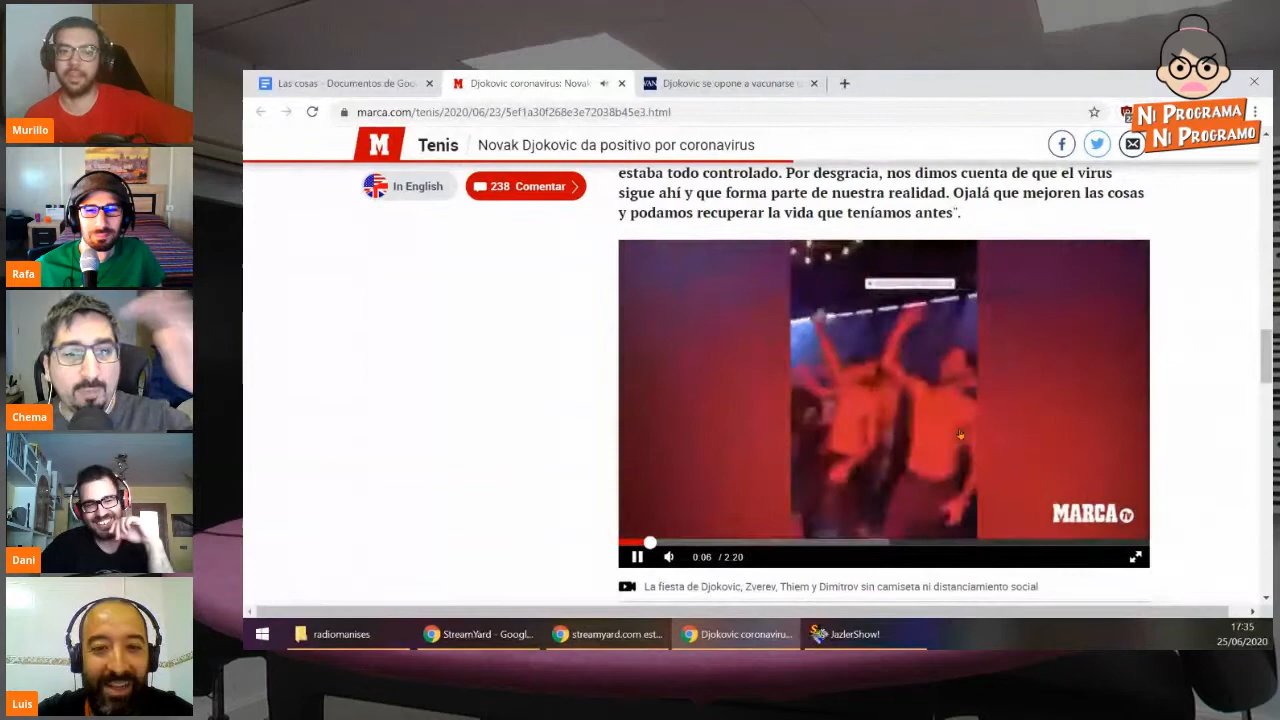 Murillo
Rafa
Chema
Dani
Luis
NI PROGRAMA
NI PROGRAMO
Las cosas - Documentos de Goo
Djokovic coronavirus: Novak
Djokovic se opone a vacunarse
marca.com/tenis/2020/06/23/5ef1a30f268e3e72038b45e3.html
M
Tenis
Novak Djokovic da positivo por coronavirus
In English
238 Comentar
estaba todo controlado. Por desgracia, nos dimos cuenta de que el virus
sigue ahí y que forma parte de nuestra realidad. Ojalá que mejoren las cosas
y podamos recuperar la vida que teníamos antes".
MARCA TV
0:06 / 2:20
La fiesta de Djokovic, Zverev, Thiem y Dimitrov sin camiseta ni distanciamiento social
radiomanises
StreamYard - Googl...
streamyard.com est...
Djokovic coronaviru...
JazlerShow!
17:35
25/06/2020